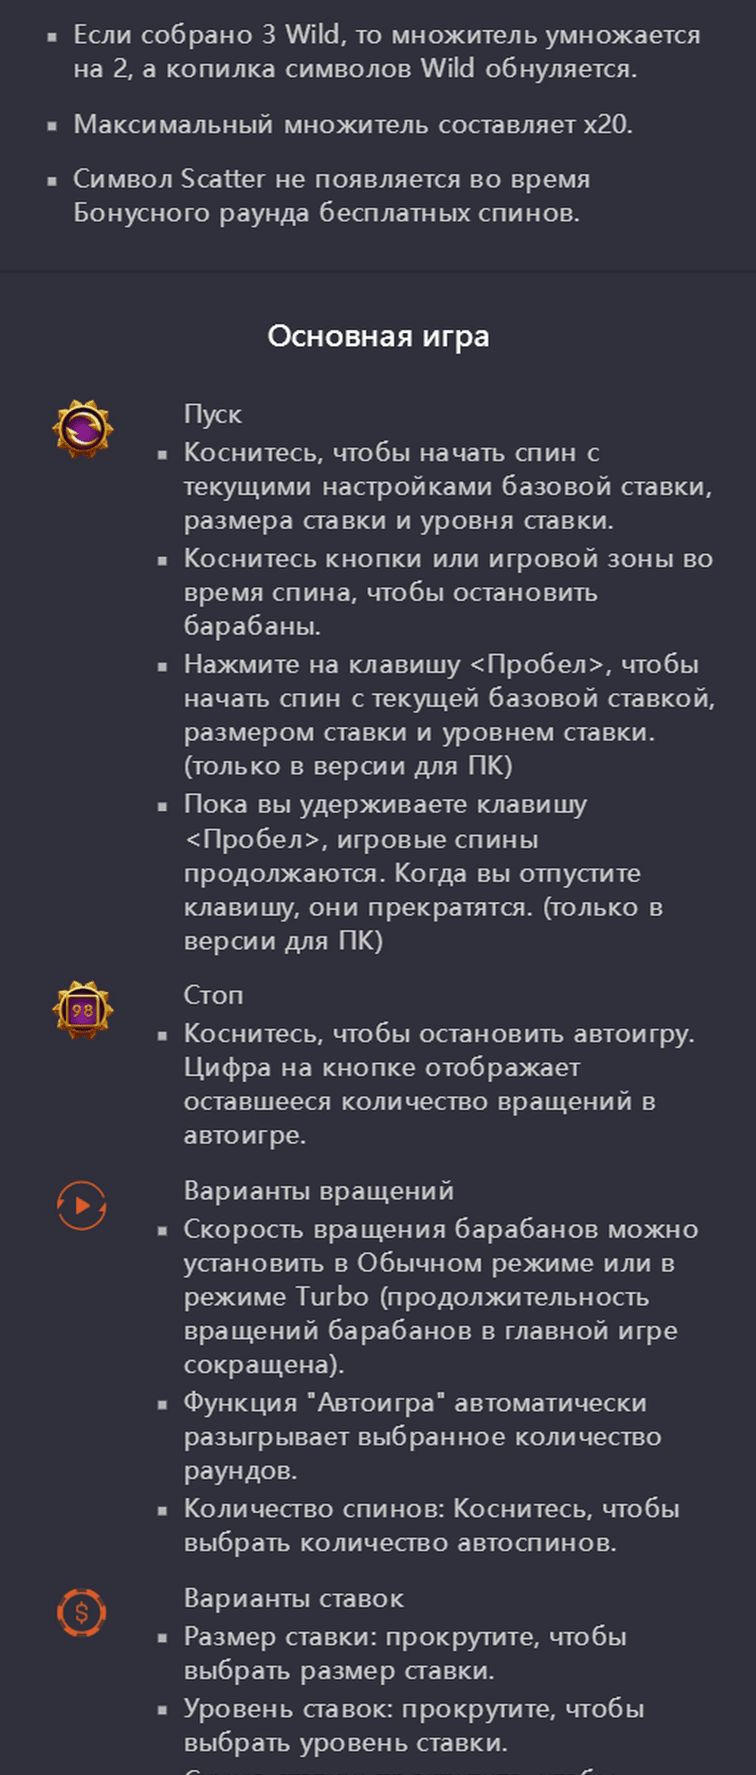 Если собрано 3 Wild, то множитель умножается
на 2, а копилка символов Wild обнуляется.
Максимальный множитель составляет x20.
Символ Scatter не появляется во время
Бонусного раунда бесплатных спинов.
Основная игра
Пуск
Коснитесь, чтобы начать спин с
текущими настройками базовой ставки,
размера ставки и уровня ставки.
Коснитесь кнопки или игровой зоны во
время спина, чтобы остановить
барабаны.
Нажмите на клавишу <Пробел>, чтобы
начать спин с текущей базовой ставкой,
размером ставки и уровнем ставки.
(только в версии для ПК)
Пока вы удерживаете клавишу
<Пробел>, игровые спины
продолжаются. Когда вы отпустите
клавишу, они прекратятся. (только в
версии для ПК)
98
Стоп
Коснитесь, чтобы остановить автоигру.
Цифра на кнопке отображает
оставшееся количество вращений в
автоигре.
Варианты вращений
Скорость вращения барабанов можно
установить в Обычном режиме или в
режиме Turbo (продолжительность
вращений барабанов в главной игре
сокращена).
Функция "Автоигра" автоматически
разыгрывает выбранное количество
раундов.
Количество спинов: Коснитесь, чтобы
выбрать количество автоспинов.
$
Варианты ставок
Размер ставки: прокрутите, чтобы
выбрать размер ставки.
Уровень ставок: прокрутите, чтобы
выбрать уровень ставки.